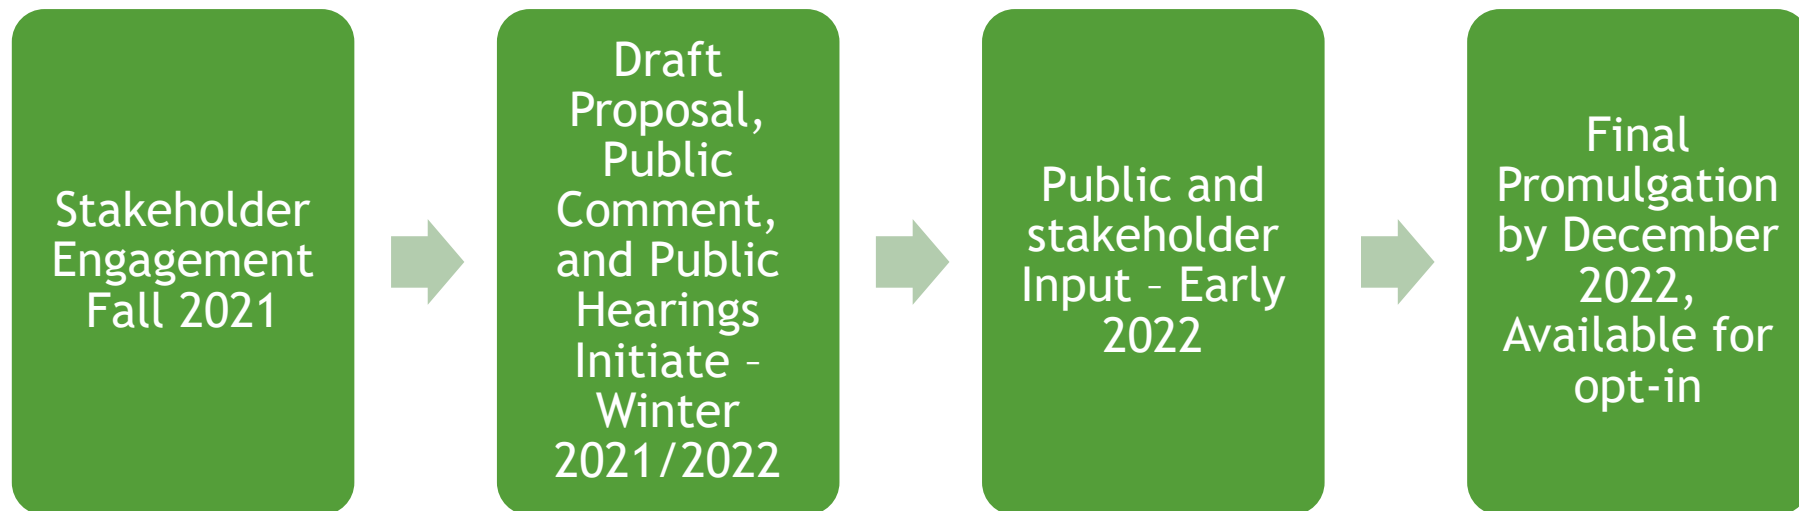 Stakeholder
Engagement
Fall 2021
Draft
Proposal,
Public
Comment,
and Public
Hearings
Initiate –
Winter
2021/2022
Public and
stakeholder
Input – Early
2022
Final
Promulgation
by December
2022,
Available for
opt-in